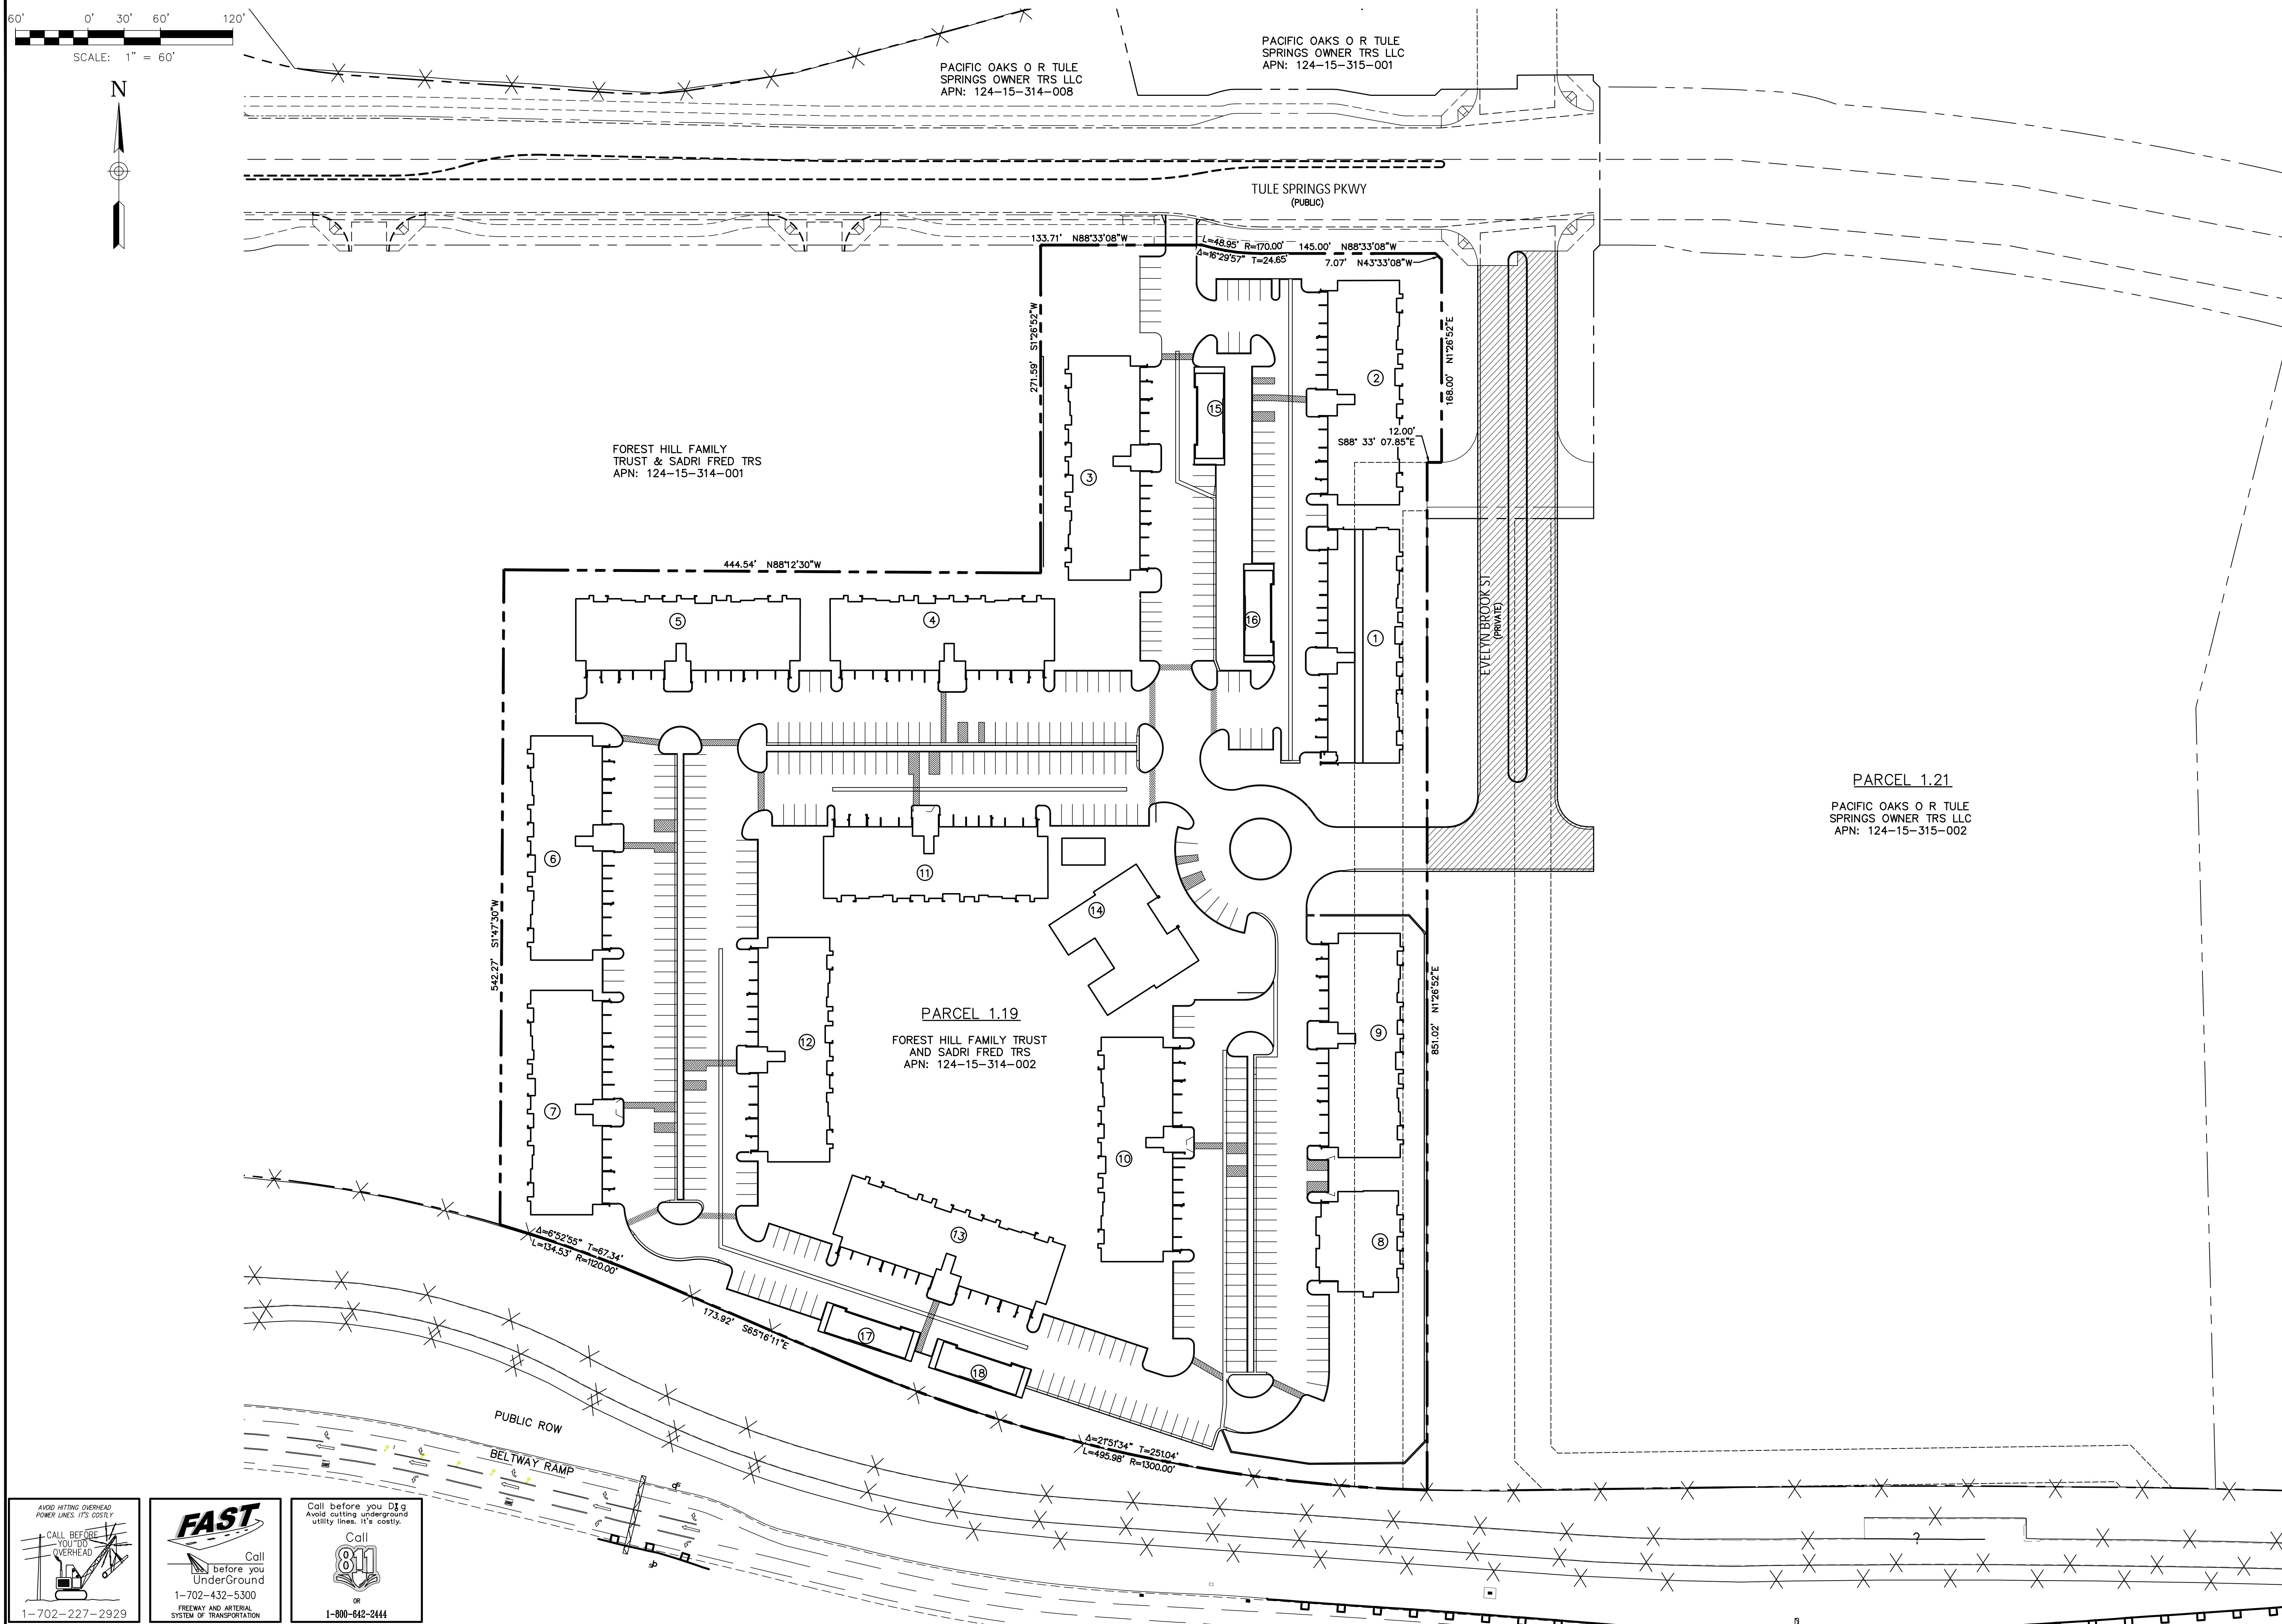 60' 0' 30' 60' 120'
SCALE: 1" = 60'
N
PACIFIC OAKS O R TULE
SPRINGS OWNER TRS LLC
APN: 124-15-314-008
PACIFIC OAKS O R TULE
SPRINGS OWNER TRS LLC
APN: 124-15-315-001
TULE SPRINGS PKWY
(PUBLIC)
133.71' N88°33'08"W
L=48.95' R=170.00'
Δ=16°29'57" T=24.65'
145.00' N88°33'08"W
7.07' N43°33'08"W
271.59' S1°26'52"W
168.00' N1°26'52"E
12.00'
S88° 33' 07.85"E
FOREST HILL FAMILY
TRUST & SADRI FRED TRS
APN: 124-15-314-001
444.54' N88°12'30"W
2
15
3
16
1
5
4
EVELYN BROOK ST
(PRIVATE)
PARCEL 1.21
PACIFIC OAKS O R TULE
SPRINGS OWNER TRS LLC
APN: 124-15-315-002
6
11
14
542.27' S1°47'30"W
851.02' N1°26'52"E
PARCEL 1.19
FOREST HILL FAMILY TRUST
AND SADRI FRED TRS
APN: 124-15-314-002
12
9
7
10
13
8
Δ=6°52'55" T=67.34'
L=134.53' R=1120.00'
173.92' S65°16'11"E
17
18
Δ=21°51'34" T=251.04'
L=495.98' R=1300.00'
PUBLIC ROW
BELTWAY RAMP
?
AVOID HITTING OVERHEAD
POWER LINES. IT'S COSTLY
CALL BEFORE
YOU DO
OVERHEAD
1-702-227-2929
FAST
Call
before you
UnderGround
1-702-432-5300
FREEWAY AND ARTERIAL
SYSTEM OF TRANSPORTATION
Call before you Dig
Avoid cutting underground
utility lines. It's costly.
Call
811
OR
1-800-642-2444